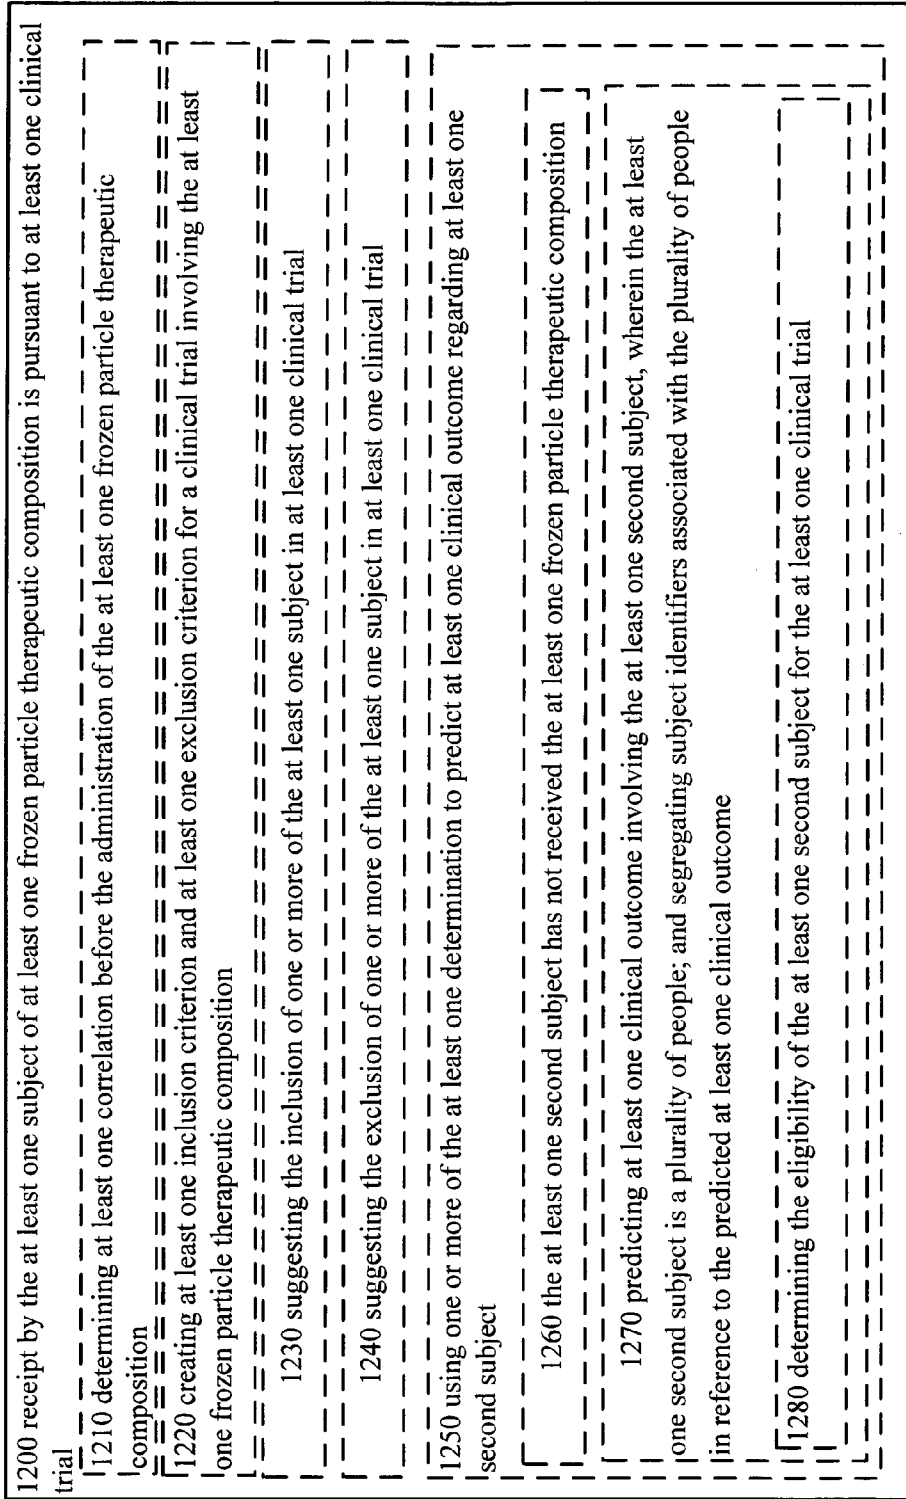 1200 receipt by the at least one subject of at least one frozen particle therapeutic composition is pursuant to at least one clinical
trial
1210 determining at least one correlation before the administration of the at least one frozen particle therapeutic
composition
1220 creating at least one inclusion criterion and at least one exclusion criterion for a clinical trial involving the at least
one frozen particle therapeutic composition
1230 suggesting the inclusion of one or more of the at least one subject in at least one clinical trial
1240 suggesting the exclusion of one or more of the at least one subject in at least one clinical trial
1250 using one or more of the at least one determination to predict at least one clinical outcome regarding at least one
second subject
1260 the at least one second subject has not received the at least one frozen particle therapeutic composition
1270 predicting at least one clinical outcome involving the at least one second subject, wherein the at least
one second subject is a plurality of people; and segregating subject identifiers associated with the plurality of people
in reference to the predicted at least one clinical outcome
1280 determining the eligibility of the at least one second subject for the at least one clinical trial